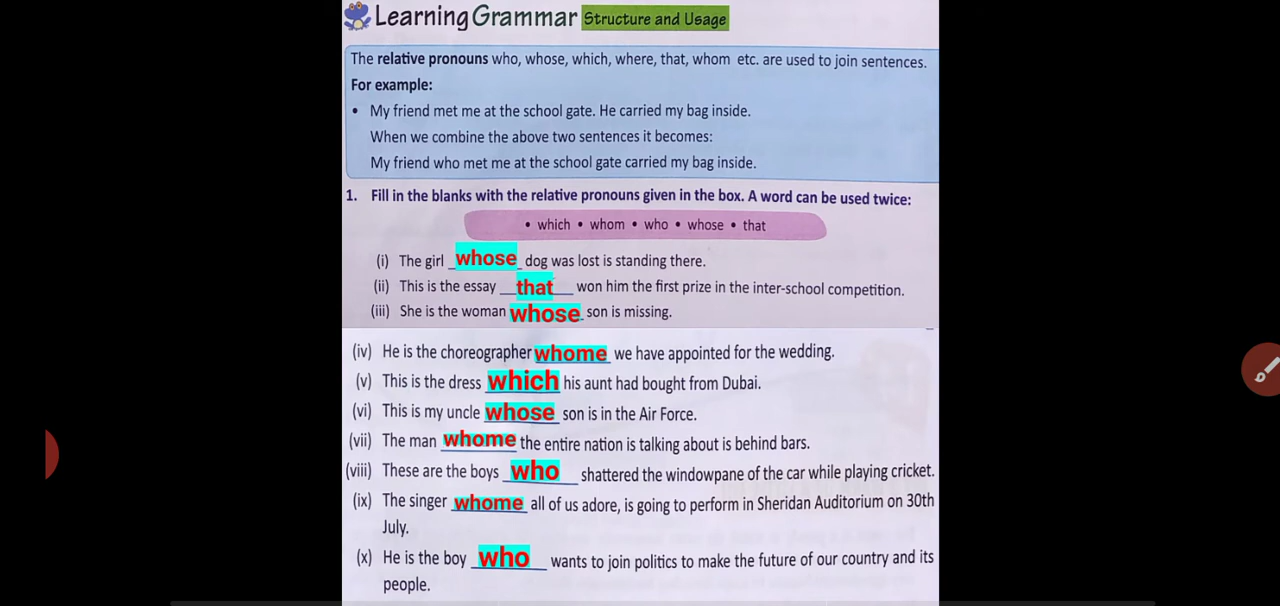 Learning Grammar Structure and Usage
The relative pronouns who, whose, which, where, that, whom etc. are used to join sentences.
For example:
• My friend met me at the school gate. He carried my bag inside.
When we combine the above two sentences it becomes:
My friend who met me at the school gate carried my bag inside.
1. Fill in the blanks with the relative pronouns given in the box. A word can be used twice:
• which • whom • who • whose • that
(i) The girl _whose_ dog was lost is standing there.
(ii) This is the essay __that__ won him the first prize in the inter-school competition.
(iii) She is the woman whose_ son is missing.
(iv) He is the choreographer whome we have appointed for the wedding.
(v) This is the dress which his aunt had bought from Dubai.
(vi) This is my uncle whose son is in the Air Force.
(vii) The man whome the entire nation is talking about is behind bars.
(viii) These are the boys _who__ shattered the windowpane of the car while playing cricket.
(ix) The singer whome all of us adore, is going to perform in Sheridan Auditorium on 30th
July.
(x) He is the boy _who__ wants to join politics to make the future of our country and its
people.